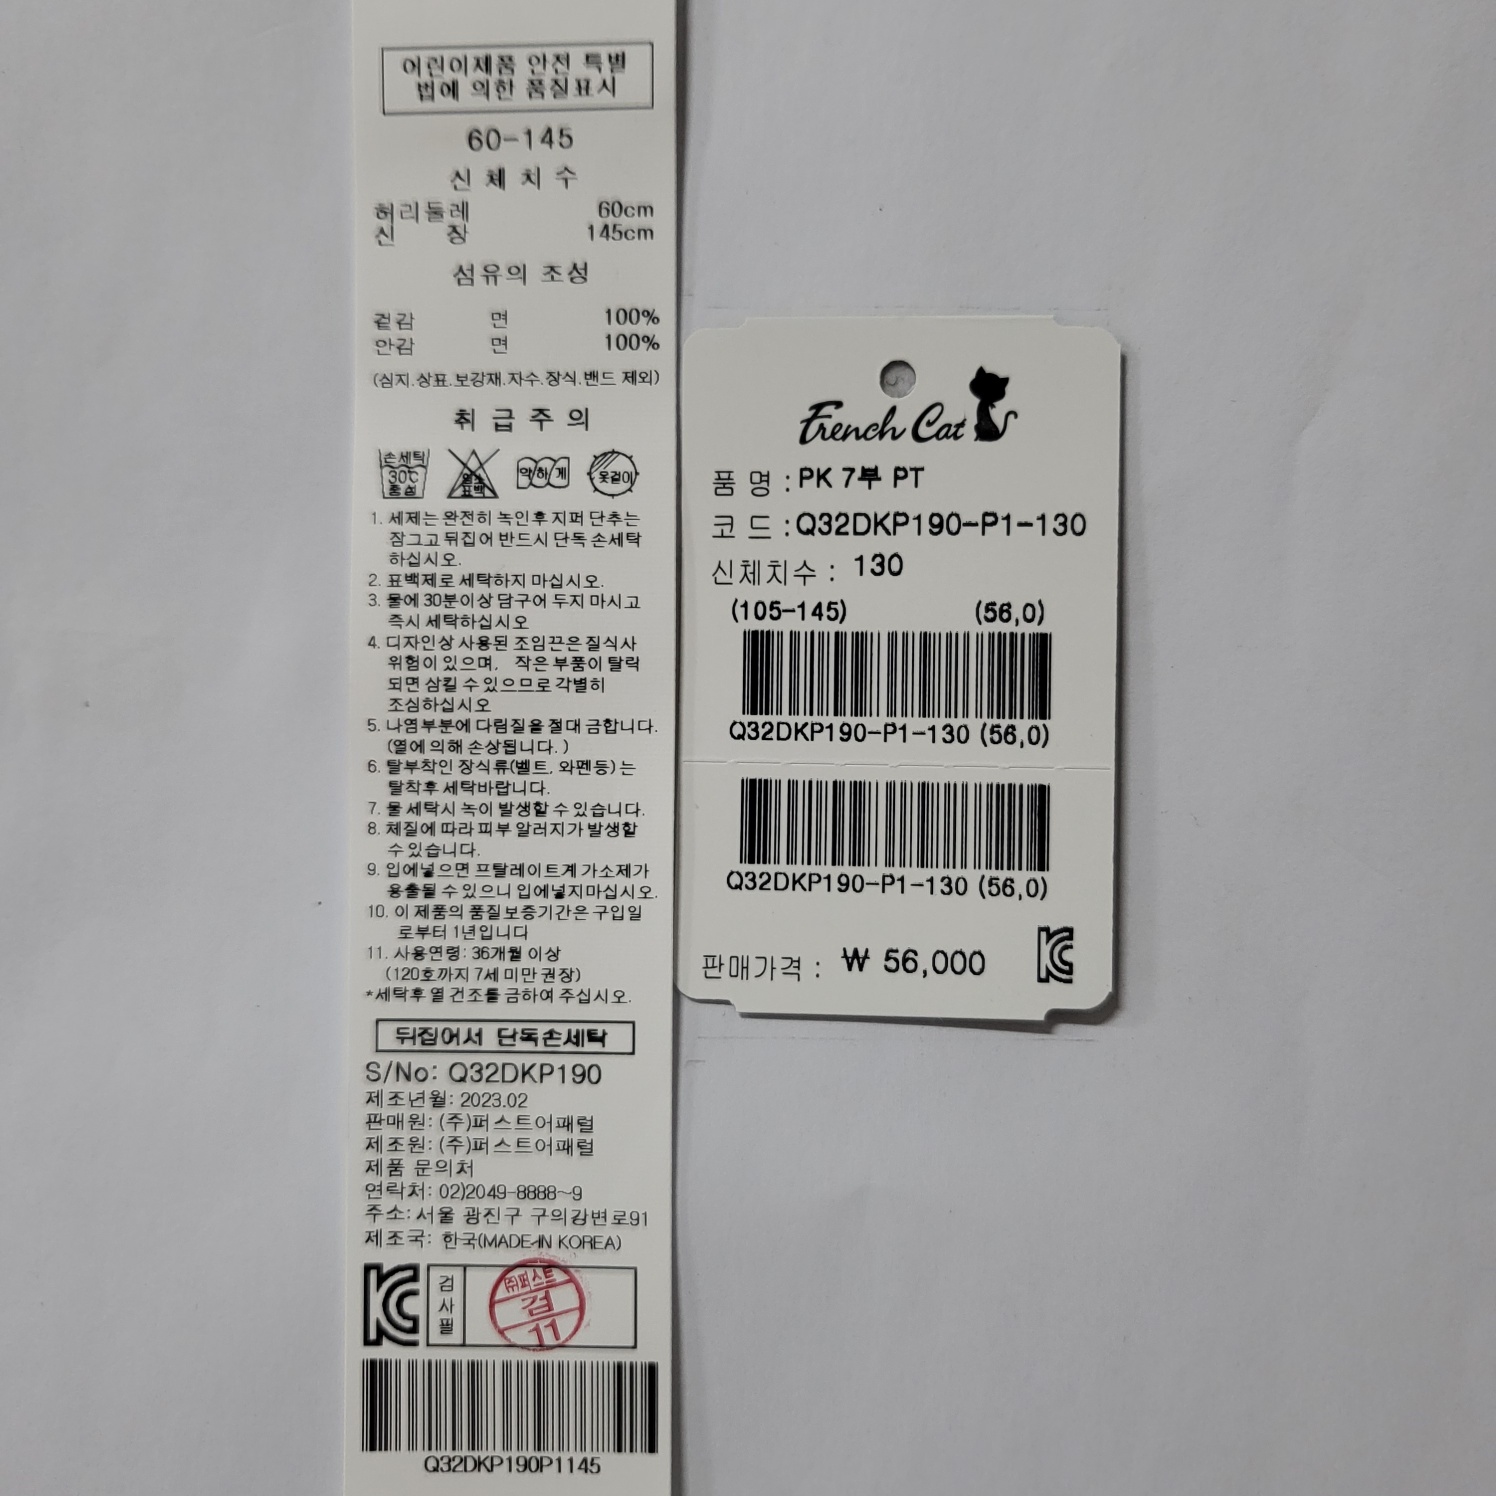 어린이제품 안전 특별
법에 의한 품질표시
60-145
신 체 치 수
허리둘레 60cm
신 장 145cm
섬유의 조성
겉감 면 100%
안감 면 100%
(심지.상표.보강재.자수.장식.밴드 제외)
취 급 주 의
손세탁
30℃
중성
염소
표백
약하게
옷걸이
1. 세제는 완전히 녹인후 지퍼 단추는
잠그고 뒤집어 반드시 단독 손세탁
하십시오.
2. 표백제로 세탁하지 마십시오.
3. 물에 30분이상 담구어 두지 마시고
즉시 세탁하십시오
4. 디자인상 사용된 조임끈은 질식사
위험이 있으며, 작은 부품이 탈락
되면 삼킬 수 있으므로 각별히
조심하십시오
5. 나염부분에 다림질을 절대 금합니다.
(열에 의해 손상됩니다. )
6. 탈부착인 장식류(벨트, 와펜등) 는
탈착후 세탁바랍니다.
7. 물 세탁시 녹이 발생할 수 있습니다.
8. 체질에 따라 피부 알러지가 발생할
수 있습니다.
9. 입에넣으면 프탈레이트계 가소제가
용출될 수 있으니 입에넣지마십시오.
10. 이 제품의 품질보증기간은 구입일
로부터 1년입니다
11. 사용연령: 36개월 이상
(120호까지 7세 미만 권장)
*세탁후 열 건조를 금하여 주십시오.
뒤집어서 단독손세탁
S/No: Q32DKP190
제조년월: 2023.02
판매원: (주)퍼스트어패럴
제조원: (주)퍼스트어패럴
제품 문의처
연락처: 02)2049-8888~9
주소: 서울 광진구 구의강변로91
제조국: 한국(MADE IN KOREA)
KC
검사필
(주)퍼스트
검
11
Q32DKP190P1145
French Cat
품 명 : PK 7부 PT
코 드 : Q32DKP190-P1-130
신체치수 : 130
(105-145) (56,0)
Q32DKP190-P1-130 (56,0)
Q32DKP190-P1-130 (56,0)
판매가격 : ₩ 56,000
KC